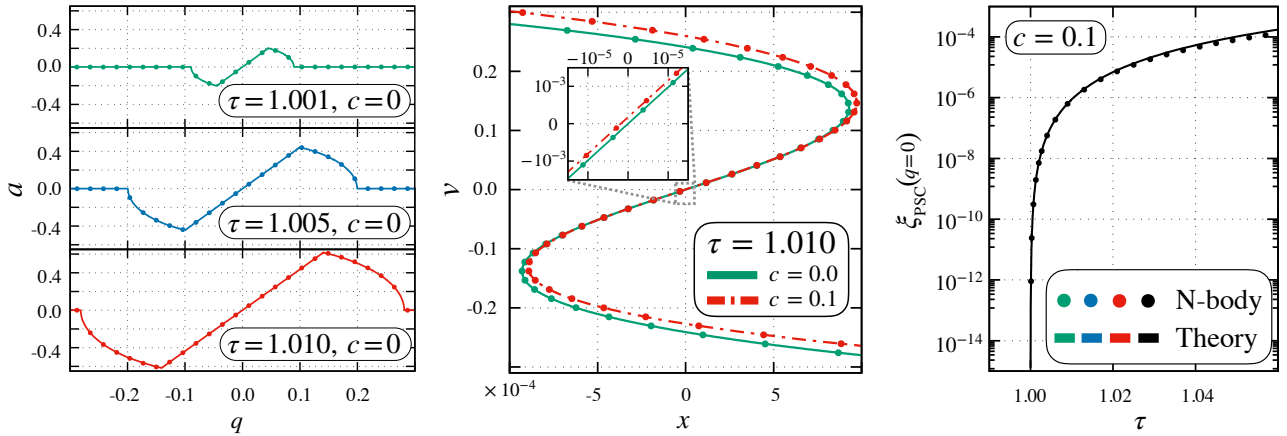 a
0.4
0.0
-0.4
τ=1.001, c=0
0.4
0.0
-0.4
τ=1.005, c=0
0.4
0.0
-0.4
τ=1.010, c=0
-0.2
-0.1
0.0
0.1
0.2
q
v
0.2
0.1
0.0
-0.1
-0.2
-10⁻⁵
0
10⁻⁵
10⁻³
0
−10⁻³
τ = 1.010
c = 0.0
c = 0.1
×10⁻⁴
-5
0
5
x
ξPSC(q=0)
10⁻⁴
10⁻⁶
10⁻⁸
10⁻¹⁰
10⁻¹²
10⁻¹⁴
c = 0.1
N-body
Theory
1.00
1.02
1.04
τ